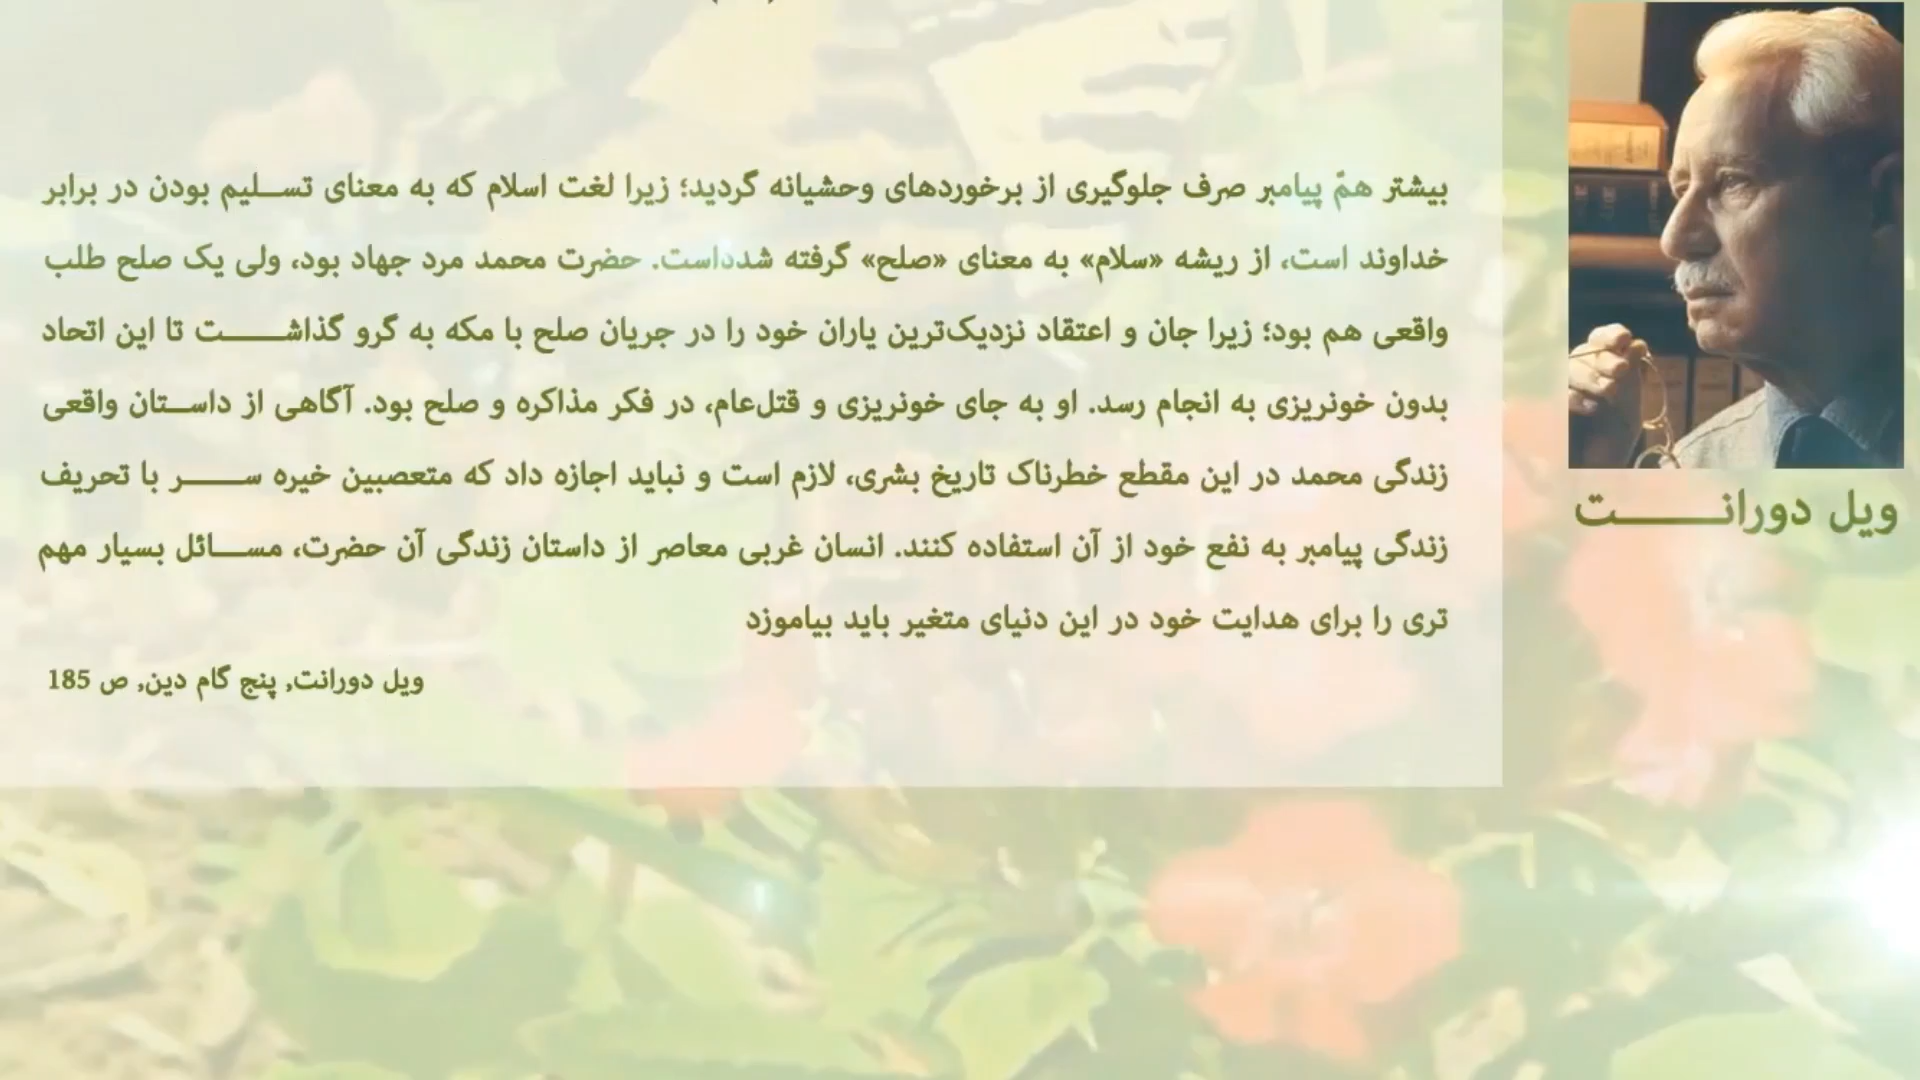 بیشتر همّ پیامبر صرف جلوگیری از برخوردهای وحشیانه گردید؛ زیرا لغت اسلام که به معنای تسـلیم بودن در برابر
خداوند است، از ریشه «سلام» به معنای «صلح» گرفته شدداست. حضرت محمد مرد جهاد بود، ولی یک صلح طلب
واقعی هم بود؛ زیرا جان و اعتقاد نزدیک‌ترین یاران خود را در جریان صلح با مکه به گرو گذاشـــت تا این اتحاد
بدون خونریزی به انجام رسد. او به جای خونریزی و قتل‌عام، در فکر مذاکره و صلح بود. آگاهی از داسـتان واقعی
زندگی محمد در این مقطع خطرناک تاریخ بشری، لازم است و نباید اجازه داد که متعصبین خیره ســـر با تحریف
زندگی پیامبر به نفع خود از آن استفاده کنند. انسان غربی معاصر از داستان زندگی آن حضرت، مســائل بسیار مهم
تری را برای هدایت خود در این دنیای متغیر باید بیاموزد
ویل دورانت, پنج گام دین, ص 185
ویل دورانـــــت